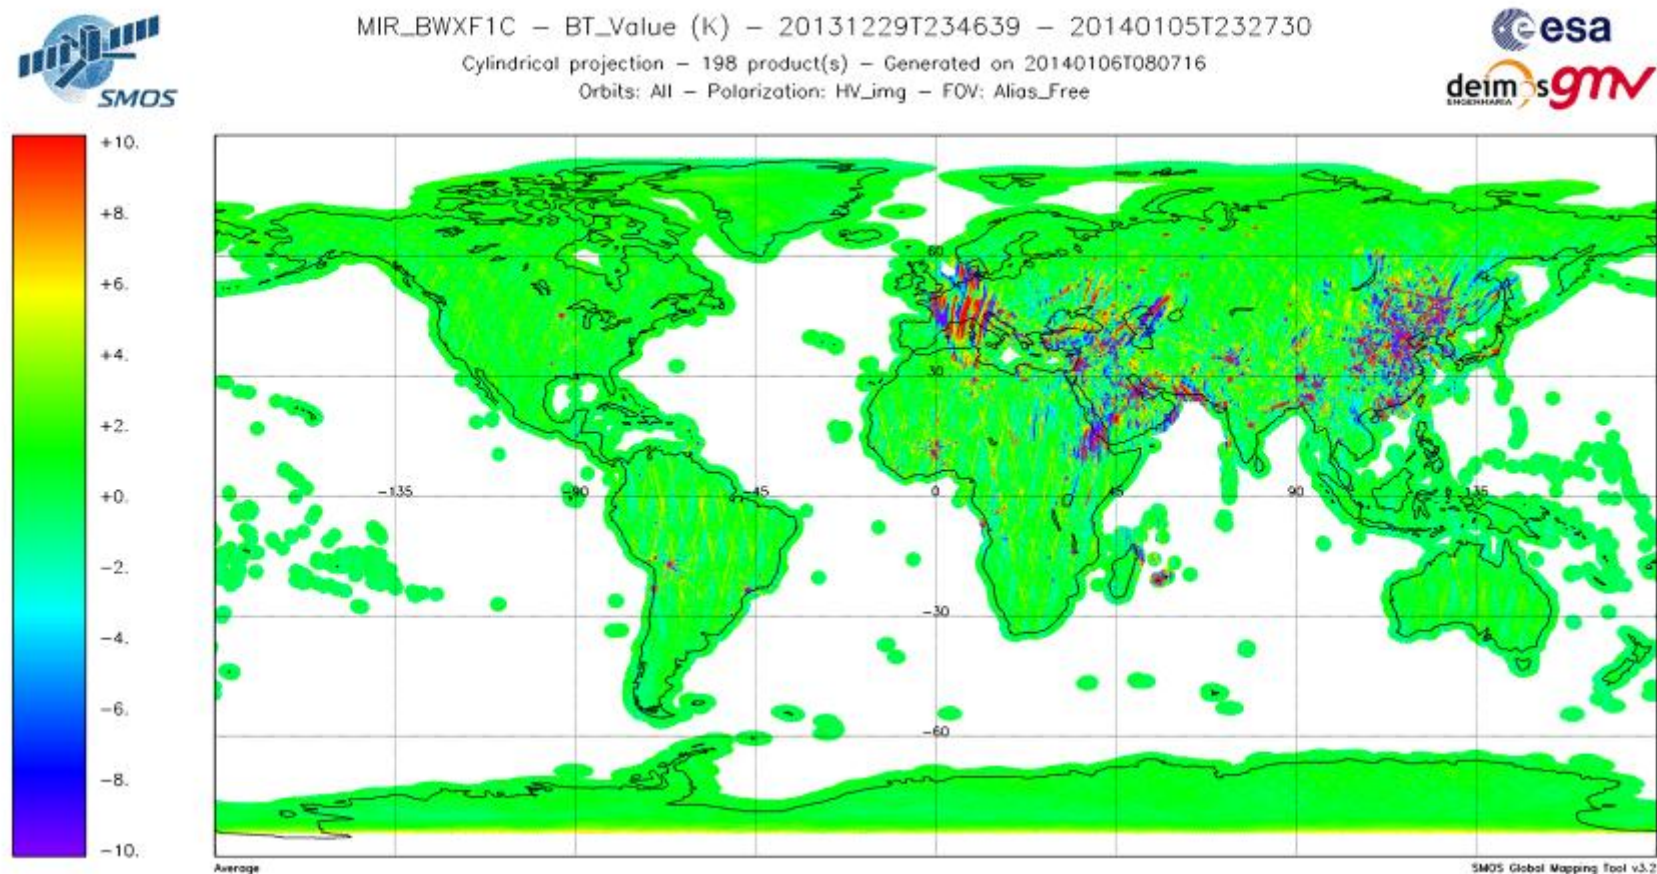 SMOS
MIR_BWXF1C – BT_Value (K) – 20131229T234639 – 20140105T232730
Cylindrical projection – 198 product(s) – Generated on 20140106T080716
Orbits: All – Polarization: HV_img – FOV: Alias_Free
esa
deimos
ENGENHARIA
gmv
+10.
+8.
+6.
+4.
+2.
+0.
−2.
−4.
−6.
−8.
−10.
60
30
−135
−90
−45
0
45
90
135
−30
−60
Average
SMOS Global Mapping Tool v3.2